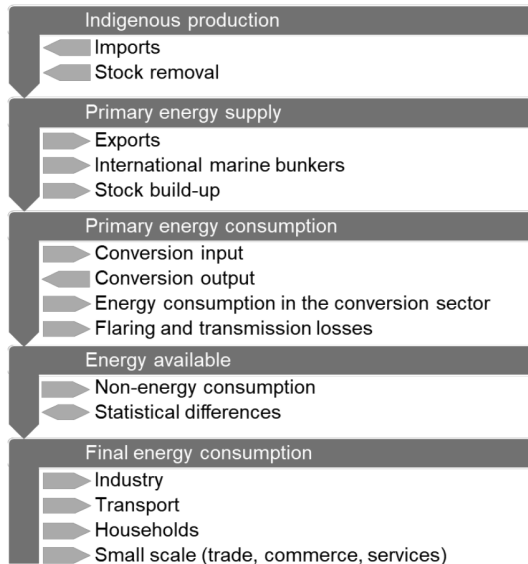 Indigenous production
Imports
Stock removal
Primary energy supply
Exports
International marine bunkers
Stock build-up
Primary energy consumption
Conversion input
Conversion output
Energy consumption in the conversion sector
Flaring and transmission losses
Energy available
Non-energy consumption
Statistical differences
Final energy consumption
Industry
Transport
Households
Small scale (trade, commerce, services)